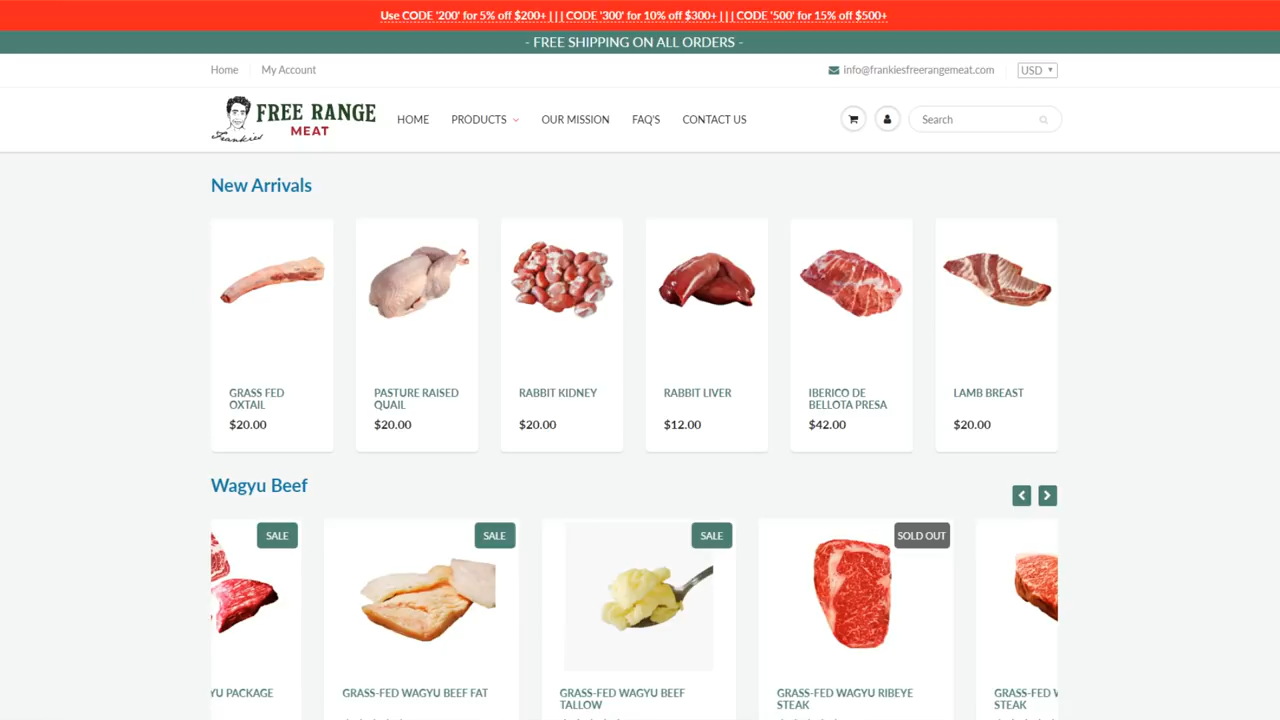 Use CODE '200' for 5% off $200+ | | | CODE '300' for 10% off $300+ | | | CODE '500' for 15% off $500+
- FREE SHIPPING ON ALL ORDERS -
Home My Account info@frankiesfreerangemeat.com USD
Frankies FREE RANGE MEAT
HOME PRODUCTS OUR MISSION FAQ'S CONTACT US Search
New Arrivals
GRASS FED OXTAIL
$20.00
PASTURE RAISED QUAIL
$20.00
RABBIT KIDNEY
$20.00
RABBIT LIVER
$12.00
IBERICO DE BELLOTA PRESA
$42.00
LAMB BREAST
$20.00
Wagyu Beef
SALE
YU PACKAGE
SALE
GRASS-FED WAGYU BEEF FAT
SALE
GRASS-FED WAGYU BEEF TALLOW
SOLD OUT
GRASS-FED WAGYU RIBEYE STEAK
GRASS-FED
STEAK